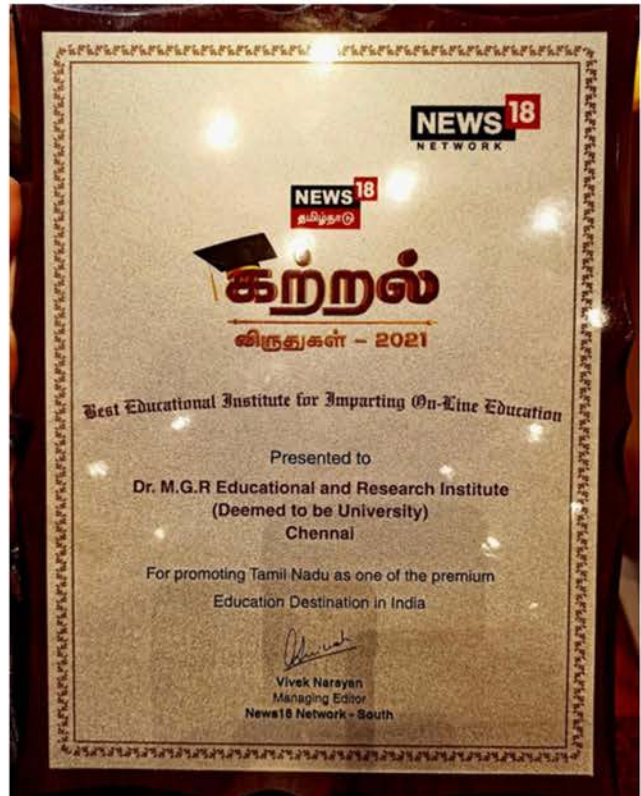 NEWS 18
NETWORK
NEWS 18
தமிழ்நாடு
கற்றல்
விருதுகள் - 2021
Best Educational Institute for Imparting On-Line Education
Presented to
Dr. M.G.R Educational and Research Institute
(Deemed to be University)
Chennai
For promoting Tamil Nadu as one of the premium
Education Destination in India
Vivek Narayan
Managing Editor
News18 Network - South